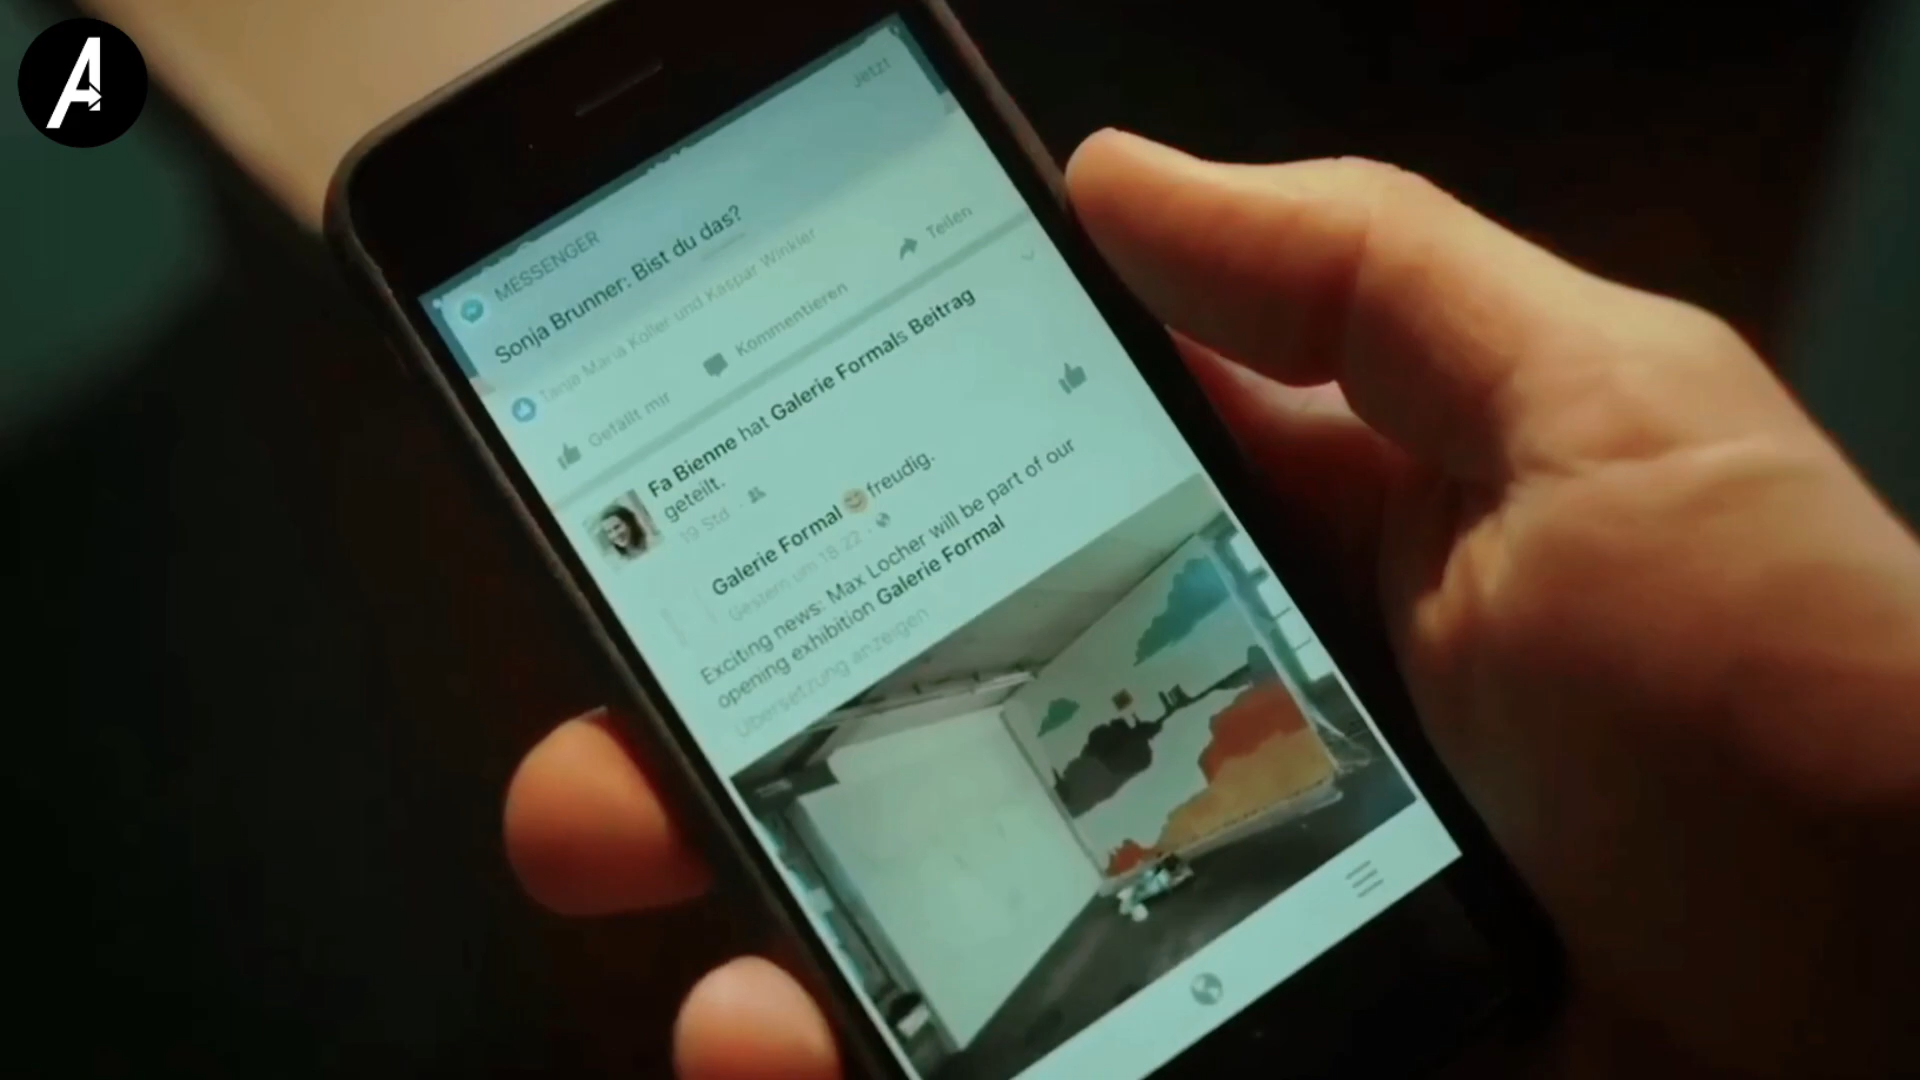 Jetzt
MESSENGER
Sonja Brunner: Bist du das?
Tanja Maria Koller und Kaspar Winkler
Gefällt mir
Kommentieren
Teilen
Fa Bienne hat Galerie Formals Beitrag
geteilt.
19 Std ·
Galerie Formal 😊 freudig.
Gestern um 18:22 ·
Exciting news: Max Locher will be part of our
opening exhibition Galerie Formal
Übersetzung anzeigen